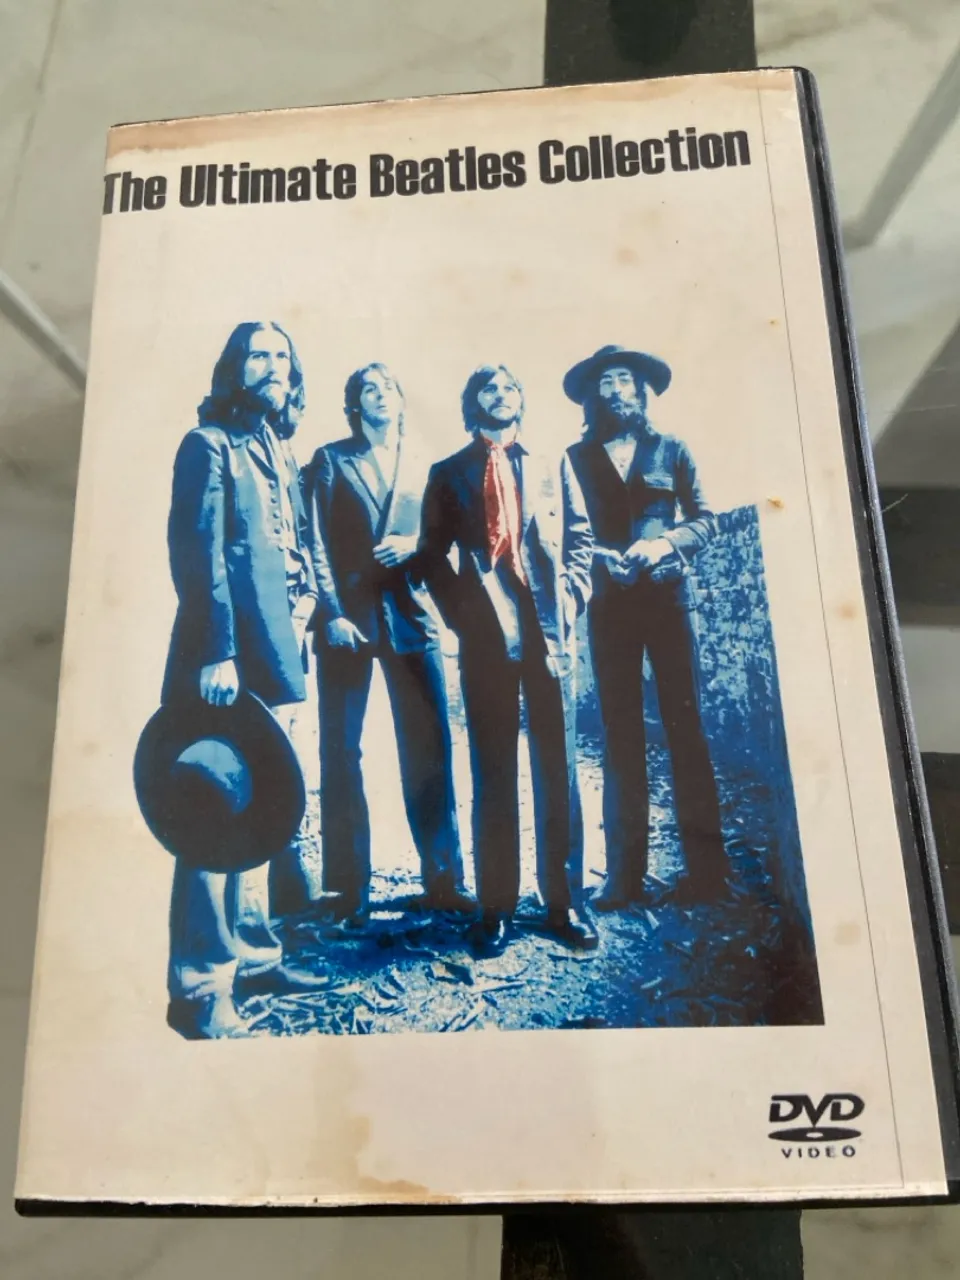 The Ultimate Beatles Collection
DVD
VIDEO